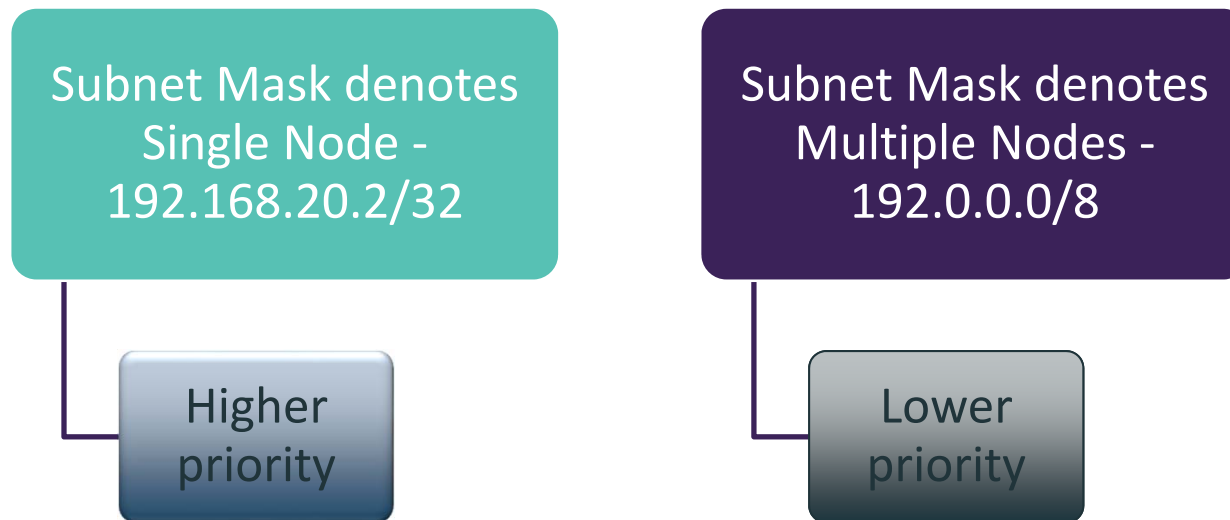 Subnet Mask denotes
Single Node -
192.168.20.2/32
Higher
priority
Subnet Mask denotes
Multiple Nodes -
192.0.0.0/8
Lower
priority